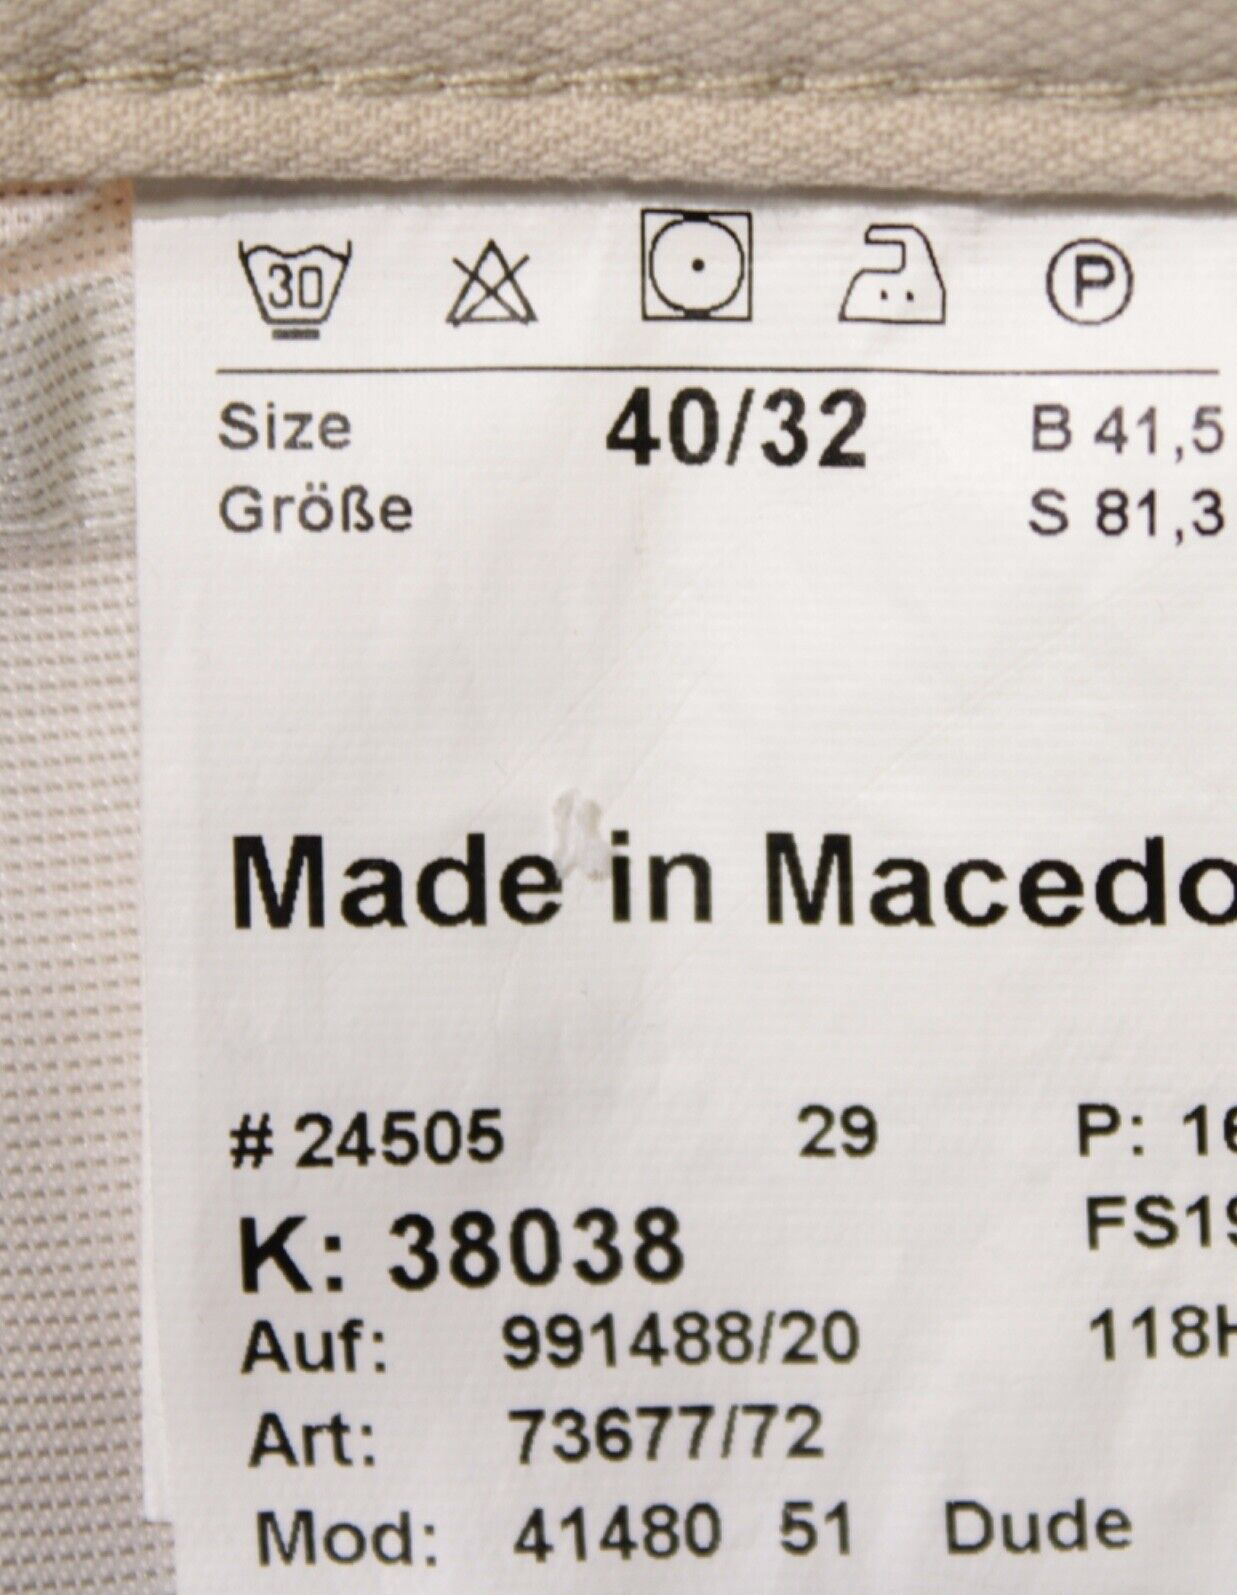 30 P
Size 40/32 B 41,5
Größe S 81,3
Made in Macedo
# 24505 29 P: 16
K: 38038 FS19
Auf: 991488/20 118H
Art: 73677/72
Mod: 41480 51 Dude